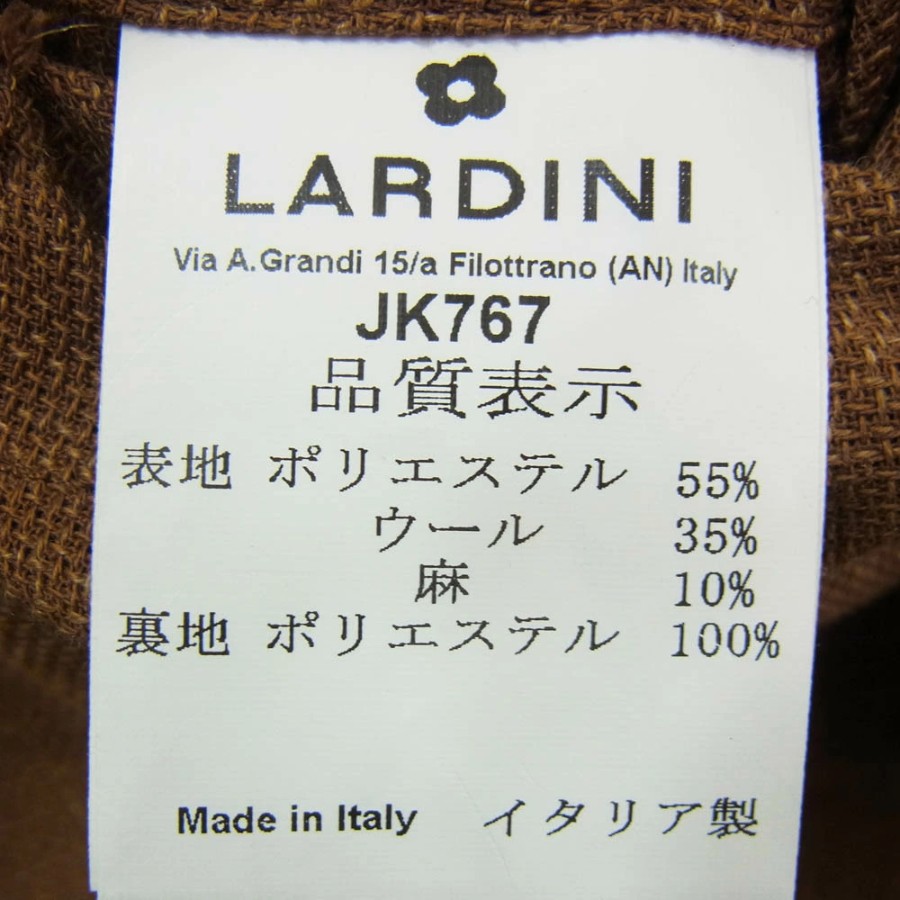 LARDINI
Via A.Grandi 15/a Filottrano (AN) Italy
JK767
品質表示
表地 ポリエステル 55%
ウール 35%
麻 10%
裏地 ポリエステル 100%
Made in Italy イタリア製